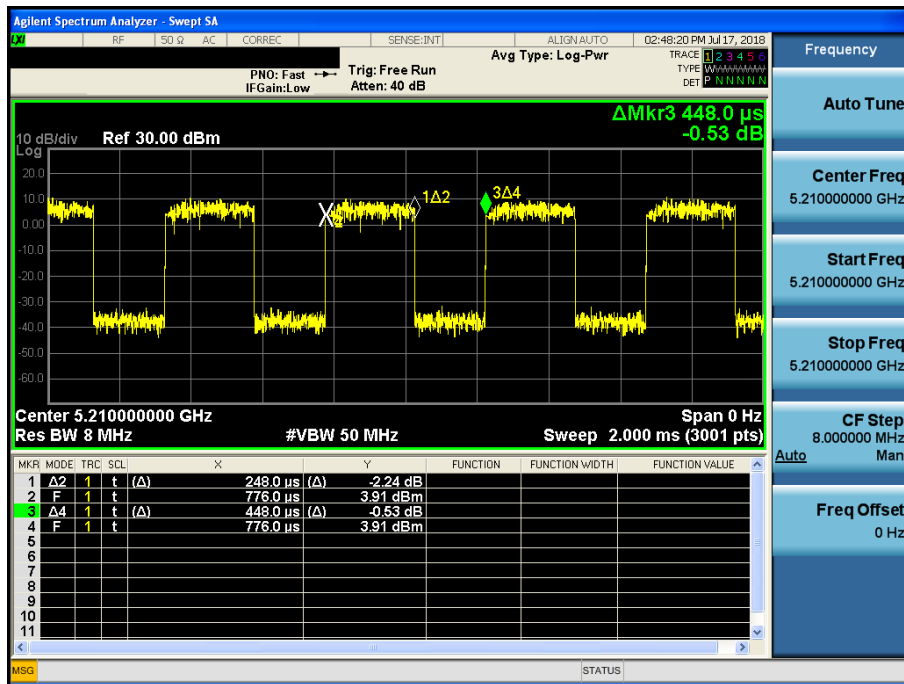 Agilent Spectrum Analyzer - Swept SA
LXI RF 50 Ω AC CORREC SENSE:INT ALIGN AUTO 02:48:20 PM Jul 17, 2018
PNO: Fast Trig: Free Run Avg Type: Log-Pwr TRACE 1 2 3 4 5 6
IFGain:Low Atten: 40 dB TYPE WWWWWW
DET P N N N N N
ΔMkr3 448.0 µs
-0.53 dB
10 dB/div Ref 30.00 dBm
Log
20.0
10.0
0.00
-10.0
-20.0
-30.0
-40.0
-50.0
-60.0
1Δ2
3Δ4
Center 5.210000000 GHz Span 0 Hz
Res BW 8 MHz #VBW 50 MHz Sweep 2.000 ms (3001 pts)
MKR MODE TRC SCL X Y FUNCTION FUNCTION WIDTH FUNCTION VALUE
1 Δ2 1 t (Δ) 248.0 µs (Δ) -2.24 dB
2 F 1 t 776.0 µs 3.91 dBm
3 Δ4 1 t (Δ) 448.0 µs (Δ) -0.53 dB
4 F 1 t 776.0 µs 3.91 dBm
5
6
7
8
9
10
11
MSG STATUS
Frequency
Auto Tune
Center Freq
5.210000000 GHz
Start Freq
5.210000000 GHz
Stop Freq
5.210000000 GHz
CF Step
8.000000 MHz
Auto Man
Freq Offset
0 Hz